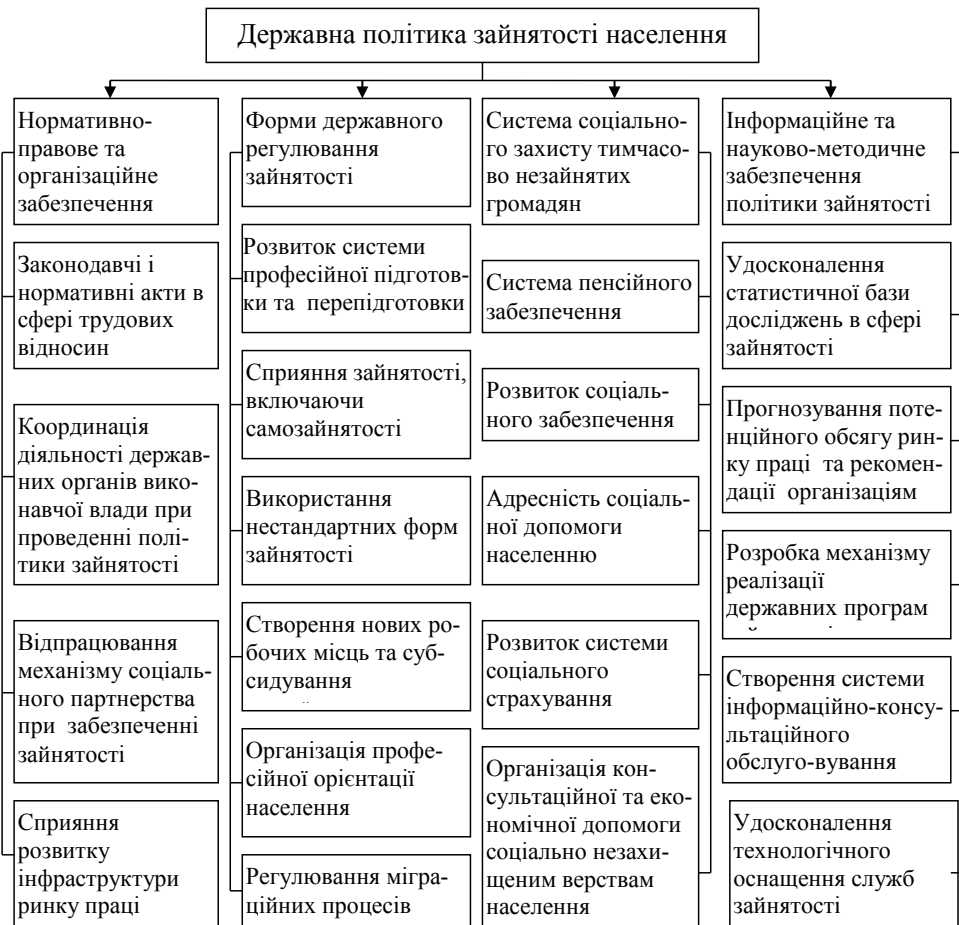 Державна політика зайнятості населення
Нормативно-
правове та
організаційне
забезпечення
Законодавчі і
нормативні акти в
сфері трудових
відносин
Координація
діяльності держав-
них органів вико-
навчої влади при
проведенні полі-
тики зайнятості
Відпрацювання
механізму соціаль-
ного партнерства
при забезпеченні
зайнятості
Сприяння
розвитку
інфраструктури
ринку праці
Форми державного
регулювання
зайнятості
Розвиток системи
професійної підготов-
ки та перепідготовки
Сприяння зайнятості,
включаючи
самозайнятості
Використання
нестандартних форм
зайнятості
Створення нових ро-
бочих місць та суб-
сидування
Організація профе-
сійної орієнтації
населення
Регулювання мігра-
ційних процесів
Система соціально-
го захисту тимчасо-
во незайнятих
громадян
Система пенсійного
забезпечення
Розвиток соціаль-
ного забезпечення
Адресність соціаль-
ної допомоги
населенню
Розвиток системи
соціального
страхування
Організація кон-
сультаційної та еко-
номічної допомоги
соціально незахи-
щеним верствам
населення
Інформаційне та
науково-методичне
забезпечення
політики зайнятості
Удосконалення
статистичної бази
досліджень в сфері
зайнятості
Прогнозування поте-
нційного обсягу рин-
ку праці та рекомен-
дації організаціям
Розробка механізму
реалізації
державних програм
Створення системи
інформаційно-консу-
льтаційного
обслуго-вування
Удосконалення
технологічного
оснащення служб
зайнятості